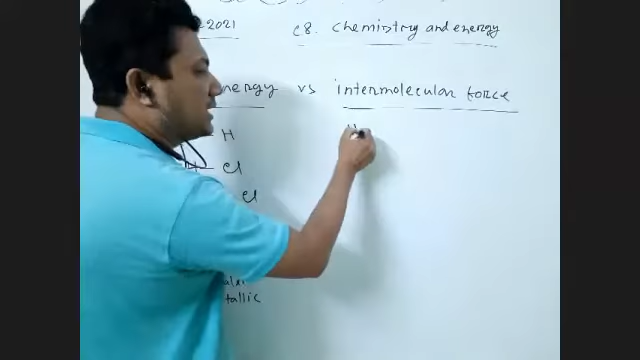 2021 c8. Chemistry and energy
nergy vs intermolecular force
H
H - Cl
Cl
tallic